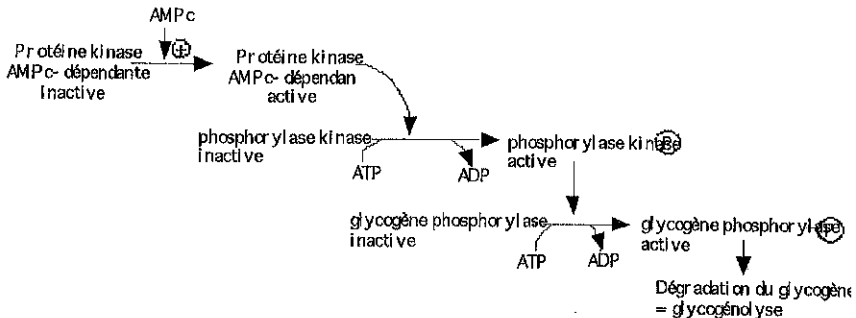 AMPc
+
Protéine kinase
AMPc- dépendante
Inactive
Protéine kinase
AMPc- dépendan
active
phosphorylase kinase
inactive
ATP
ADP
phosphorylase kinase P
active
glycogène phosphorylase
inactive
ATP
ADP
glycogène phosphorylase P
active
Dégradation du glycogène
= glycogénolyse